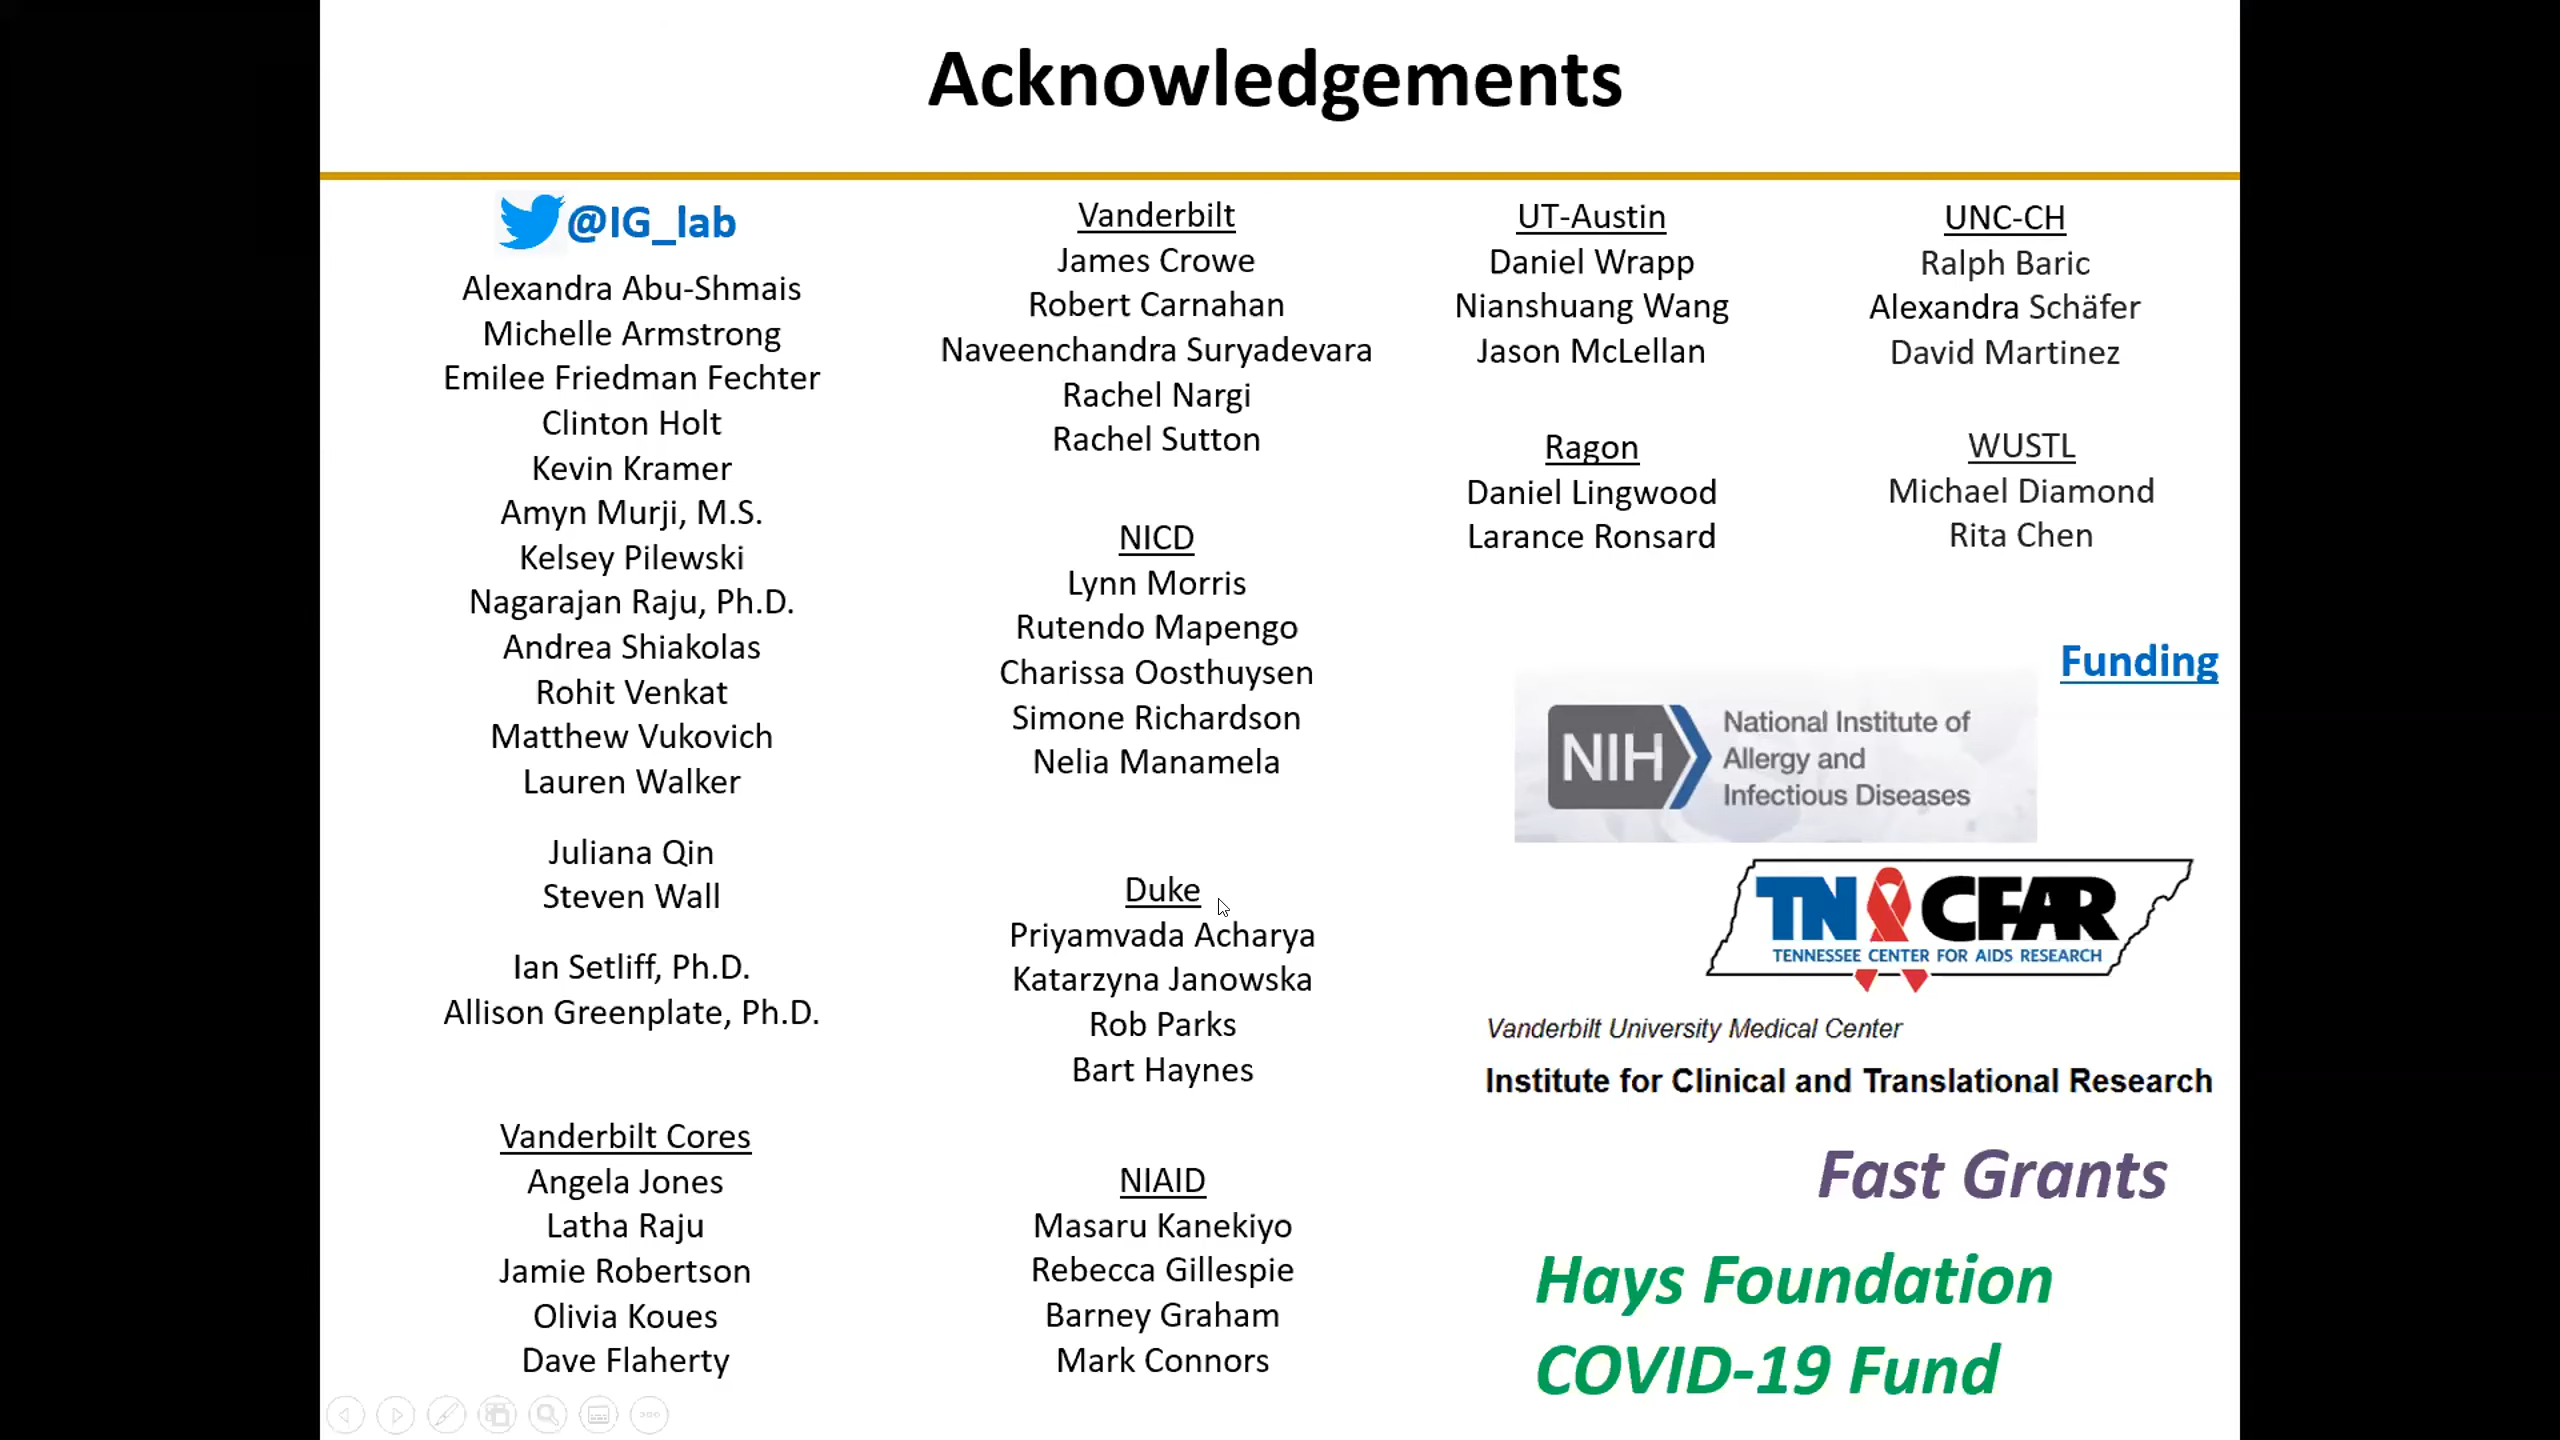 Acknowledgements
@IG_lab
Alexandra Abu-Shmais
Michelle Armstrong
Emilee Friedman Fechter
Clinton Holt
Kevin Kramer
Amyn Murji, M.S.
Kelsey Pilewski
Nagarajan Raju, Ph.D.
Andrea Shiakolas
Rohit Venkat
Matthew Vukovich
Lauren Walker
Juliana Qin
Steven Wall
Ian Setliff, Ph.D.
Allison Greenplate, Ph.D.
Vanderbilt Cores
Angela Jones
Latha Raju
Jamie Robertson
Olivia Koues
Dave Flaherty
Vanderbilt
James Crowe
Robert Carnahan
Naveenchandra Suryadevara
Rachel Nargi
Rachel Sutton
NICD
Lynn Morris
Rutendo Mapengo
Charissa Oosthuysen
Simone Richardson
Nelia Manamela
Duke
Priyamvada Acharya
Katarzyna Janowska
Rob Parks
Bart Haynes
NIAID
Masaru Kanekiyo
Rebecca Gillespie
Barney Graham
Mark Connors
UT-Austin
Daniel Wrapp
Nianshuang Wang
Jason McLellan
Ragon
Daniel Lingwood
Larance Ronsard
UNC-CH
Ralph Baric
Alexandra Schäfer
David Martinez
WUSTL
Michael Diamond
Rita Chen
Funding
NIH
National Institute of
Allergy and
Infectious Diseases
TN CFAR
TENNESSEE CENTER FOR AIDS RESEARCH
Vanderbilt University Medical Center
Institute for Clinical and Translational Research
Fast Grants
Hays Foundation
COVID-19 Fund